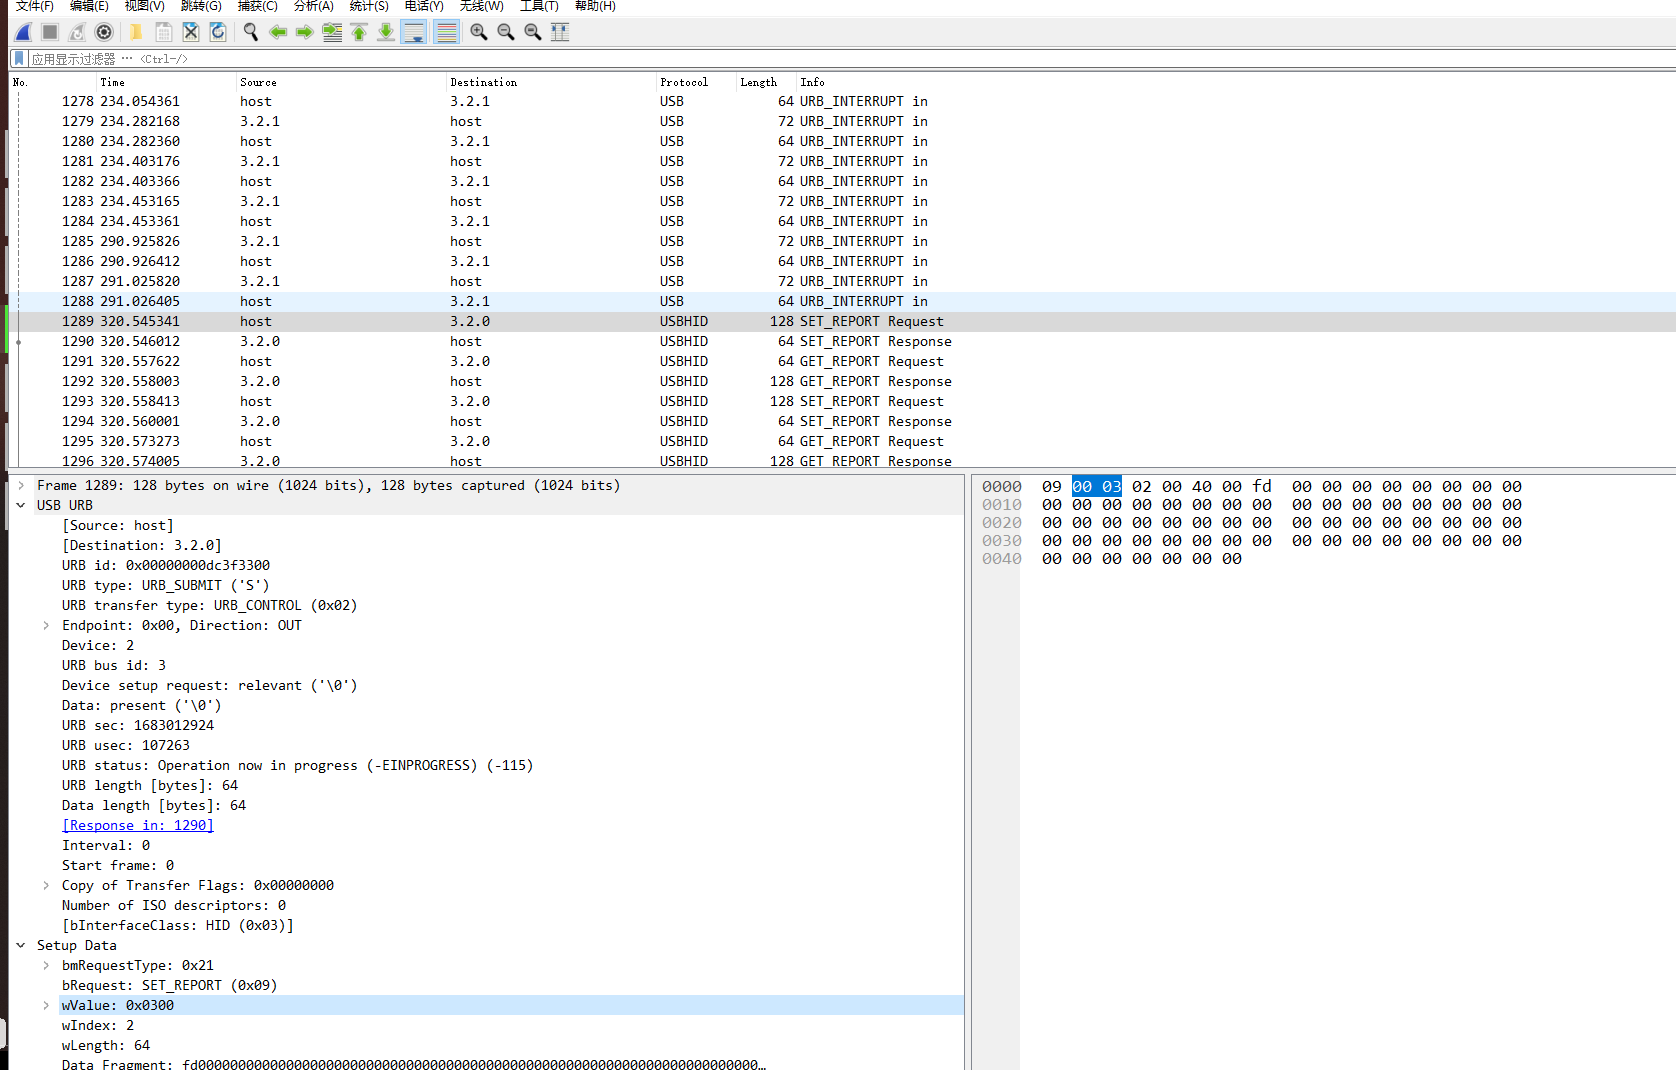 文件(F) 编辑(E) 视图(V) 跳转(G) 捕获(C) 分析(A) 统计(S) 电话(Y) 无线(W) 工具(T) 帮助(H)
应用显示过滤器 … <Ctrl-/>
No. Time Source Destination Protocol Length Info
1278 234.054361 host 3.2.1 USB 64 URB_INTERRUPT in
1279 234.282168 3.2.1 host USB 72 URB_INTERRUPT in
1280 234.282360 host 3.2.1 USB 64 URB_INTERRUPT in
1281 234.403176 3.2.1 host USB 72 URB_INTERRUPT in
1282 234.403366 host 3.2.1 USB 64 URB_INTERRUPT in
1283 234.453165 3.2.1 host USB 72 URB_INTERRUPT in
1284 234.453361 host 3.2.1 USB 64 URB_INTERRUPT in
1285 290.925826 3.2.1 host USB 72 URB_INTERRUPT in
1286 290.926412 host 3.2.1 USB 64 URB_INTERRUPT in
1287 291.025820 3.2.1 host USB 72 URB_INTERRUPT in
1288 291.026405 host 3.2.1 USB 64 URB_INTERRUPT in
1289 320.545341 host 3.2.0 USBHID 128 SET_REPORT Request
1290 320.546012 3.2.0 host USBHID 64 SET_REPORT Response
1291 320.557622 host 3.2.0 USBHID 64 GET_REPORT Request
1292 320.558003 3.2.0 host USBHID 128 GET_REPORT Response
1293 320.558413 host 3.2.0 USBHID 128 SET_REPORT Request
1294 320.560001 3.2.0 host USBHID 64 SET_REPORT Response
1295 320.573273 host 3.2.0 USBHID 64 GET_REPORT Request
1296 320.574005 3.2.0 host USBHID 128 GET REPORT Response
Frame 1289: 128 bytes on wire (1024 bits), 128 bytes captured (1024 bits)
USB URB
[Source: host]
[Destination: 3.2.0]
URB id: 0x00000000dc3f3300
URB type: URB_SUBMIT ('S')
URB transfer type: URB_CONTROL (0x02)
Endpoint: 0x00, Direction: OUT
Device: 2
URB bus id: 3
Device setup request: relevant ('\0')
Data: present ('\0')
URB sec: 1683012924
URB usec: 107263
URB status: Operation now in progress (-EINPROGRESS) (-115)
URB length [bytes]: 64
Data length [bytes]: 64
[Response in: 1290]
Interval: 0
Start frame: 0
Copy of Transfer Flags: 0x00000000
Number of ISO descriptors: 0
[bInterfaceClass: HID (0x03)]
Setup Data
bmRequestType: 0x21
bRequest: SET_REPORT (0x09)
wValue: 0x0300
wIndex: 2
wLength: 64
Data Fragment: fd00000000000000000000000000000000000000000000000000000000000000000000…
0000 09 00 03 02 00 40 00 fd 00 00 00 00 00 00 00 00
0010 00 00 00 00 00 00 00 00 00 00 00 00 00 00 00 00
0020 00 00 00 00 00 00 00 00 00 00 00 00 00 00 00 00
0030 00 00 00 00 00 00 00 00 00 00 00 00 00 00 00 00
0040 00 00 00 00 00 00 00